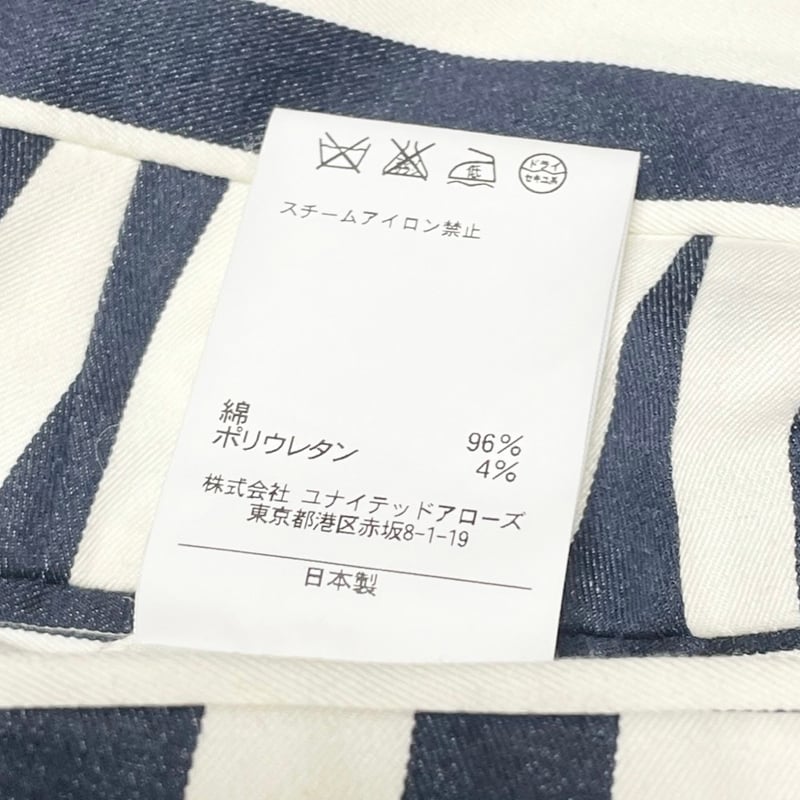 低
ドライ
セキユ系
スチームアイロン禁止
綿 96%
ポリウレタン 4%
株式会社 ユナイテッドアローズ
東京都港区赤坂8-1-19
日本製